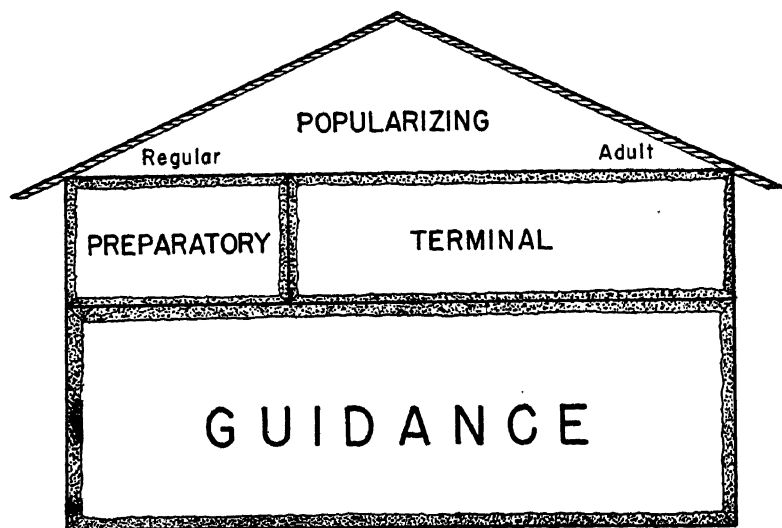 POPULARIZING
Regular Adult
PREPARATORY TERMINAL
GUIDANCE